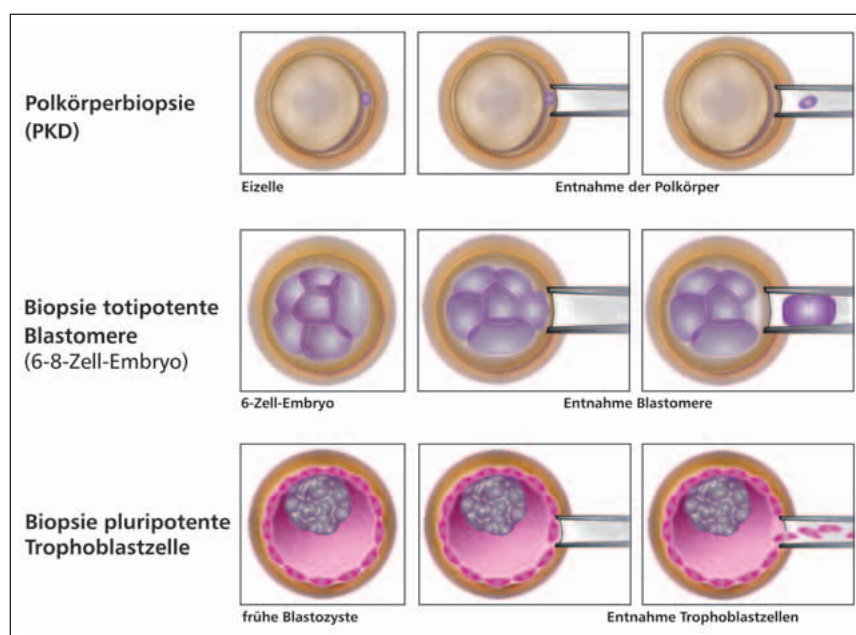 Polkörperbiopsie
(PKD)
Eizelle
Entnahme der Polkörper
Biopsie totipotente
Blastomere
(6-8-Zell-Embryo)
6-Zell-Embryo
Entnahme Blastomere
Biopsie pluripotente
Trophoblastzelle
frühe Blastozyste
Entnahme Trophoblastzellen